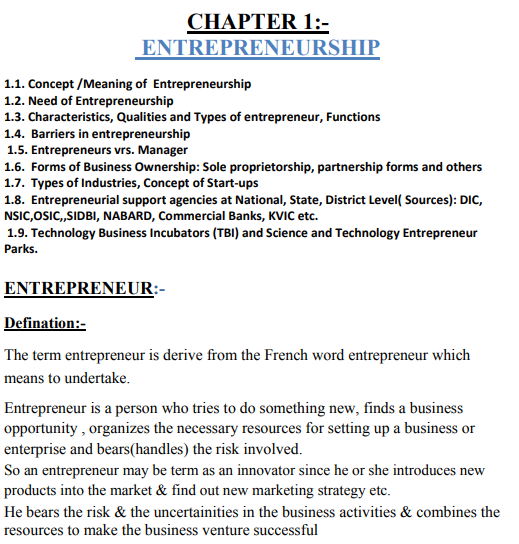 CHAPTER 1:-
ENTREPRENEURSHIP
1.1. Concept /Meaning of Entrepreneurship
1.2. Need of Entrepreneurship
1.3. Characteristics, Qualities and Types of entrepreneur, Functions
1.4. Barriers in entrepreneurship
1.5. Entrepreneurs vrs. Manager
1.6. Forms of Business Ownership: Sole proprietorship, partnership forms and others
1.7. Types of Industries, Concept of Start-ups
1.8. Entrepreneurial support agencies at National, State, District Level( Sources): DIC,
NSIC,OSIC,,SIDBI, NABARD, Commercial Banks, KVIC etc.
1.9. Technology Business Incubators (TBI) and Science and Technology Entrepreneur
Parks.
ENTREPRENEUR:-
Defination:-
The term entrepreneur is derive from the French word entrepreneur which
means to undertake.
Entrepreneur is a person who tries to do something new, finds a business
opportunity , organizes the necessary resources for setting up a business or
enterprise and bears(handles) the risk involved.
So an entrepreneur may be term as an innovator since he or she introduces new
products into the market & find out new marketing strategy etc.
He bears the risk & the uncertainities in the business activities & combines the
resources to make the business venture successful